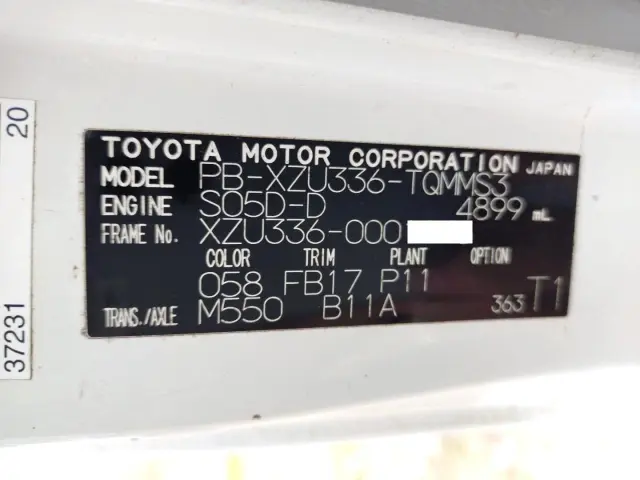 TOYOTA MOTOR CORPORATION JAPAN
MODEL PB-XZU336-TQMMS3
ENGINE S05D-D 4899 mL
FRAME No. XZU336-000
COLOR TRIM PLANT OPTION
058 FB17 P11
TRANS./AXLE M550 B11A 363 T1
37231 20